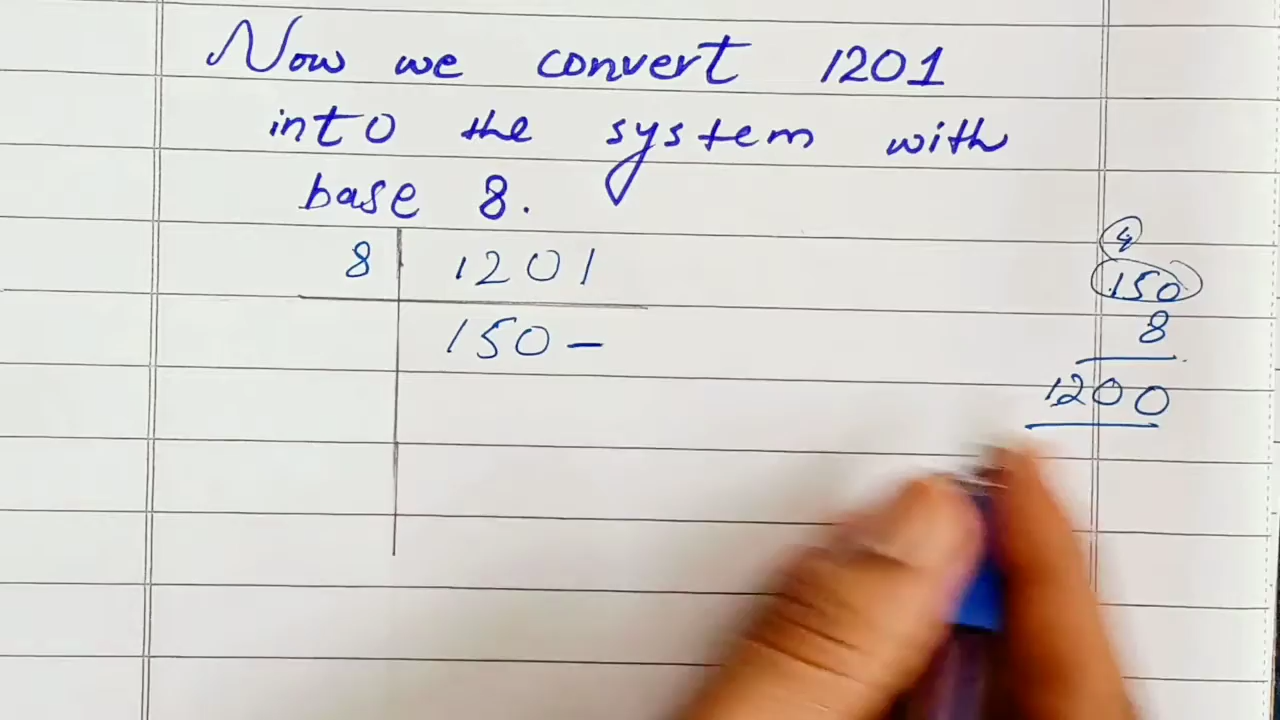 Now we convert 1201
into the system with
base 8.
8 1201
150 -
4
150
8
1200